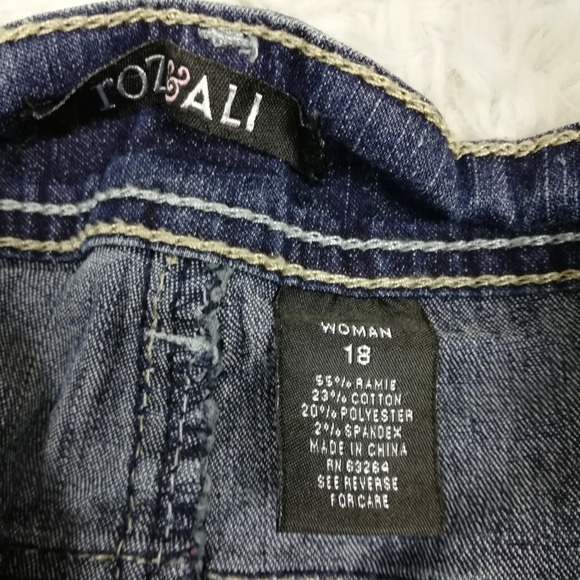 roz&ALI
WOMAN
18
55% RAMIE
23% COTTON
20% POLYESTER
2% SPANDEX
MADE IN CHINA
RN 63264
SEE REVERSE
FOR CARE